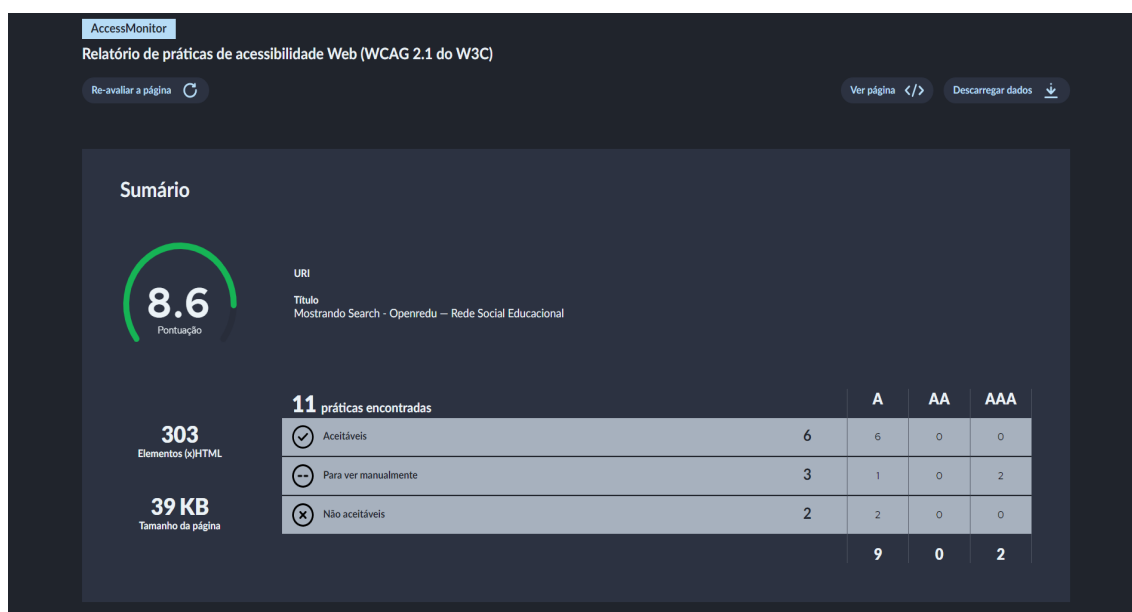 AccessMonitor
Relatório de práticas de acessibilidade Web (WCAG 2.1 do W3C)
Re-avaliar a página
Ver página </>
Descarregar dados
Sumário
8.6
Pontuação
URI
Título
Mostrando Search - Openredu — Rede Social Educacional
303
Elementos (x)HTML
39 KB
Tamanho da página
11 práticas encontradas A AA AAA
Aceitáveis 6 6 0 0
Para ver manualmente 3 1 0 2
Não aceitáveis 2 2 0 0
9 0 2